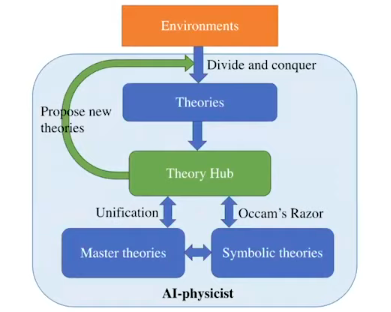 Environments
Divide and conquer
Theories
Propose new
theories
Theory Hub
Unification
Occam's Razor
Master theories
Symbolic theories
AI-physicist